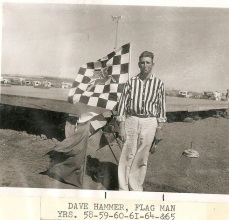 DAVE HAMMER, FLAG MAN
YRS. 58-59-60-61-64-&65